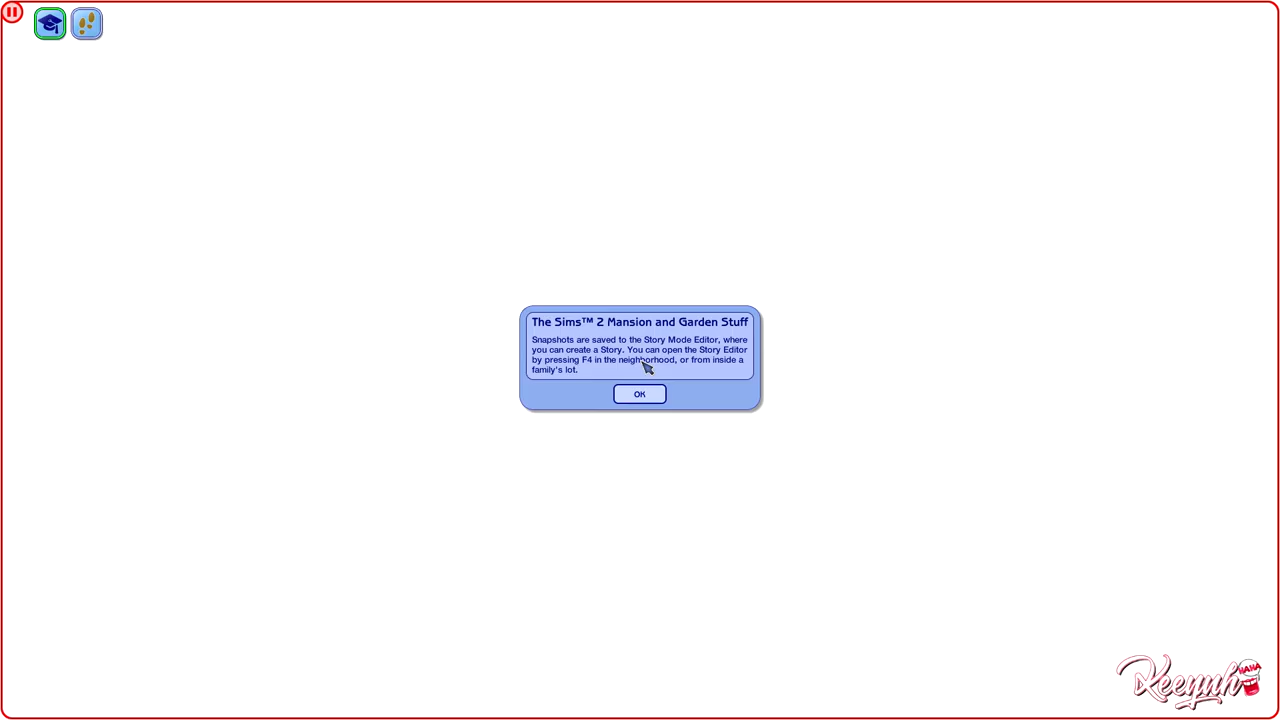 The Sims™ 2 Mansion and Garden Stuff
Snapshots are saved to the Story Mode Editor, where
you can create a Story. You can open the Story Editor
by pressing F4 in the neighborhood, or from inside a
family's lot.
OK
Keeyuh
HAHA